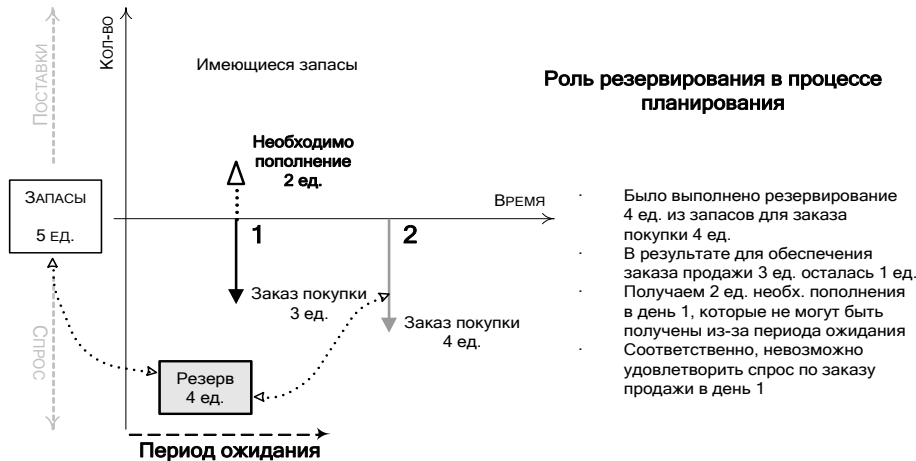 Поставки
Кол-во
Имеющиеся запасы
Роль резервирования в процессе
планирования
Необходимо
пополнение
2 ед.
Запасы
5 ед.
Время
1
2
Заказ покупки
3 ед.
Заказ покупки
4 ед.
Спрос
Резерв
4 ед.
Период ожидания
· Было выполнено резервирование
4 ед. из запасов для заказа
покупки 4 ед.
· В результате для обеспечения
заказа продажи 3 ед. осталась 1 ед.
· Получаем 2 ед. необх. пополнения
в день 1, которые не могут быть
получены из-за периода ожидания
· Соответственно, невозможно
удовлетворить спрос по заказу
продажи в день 1